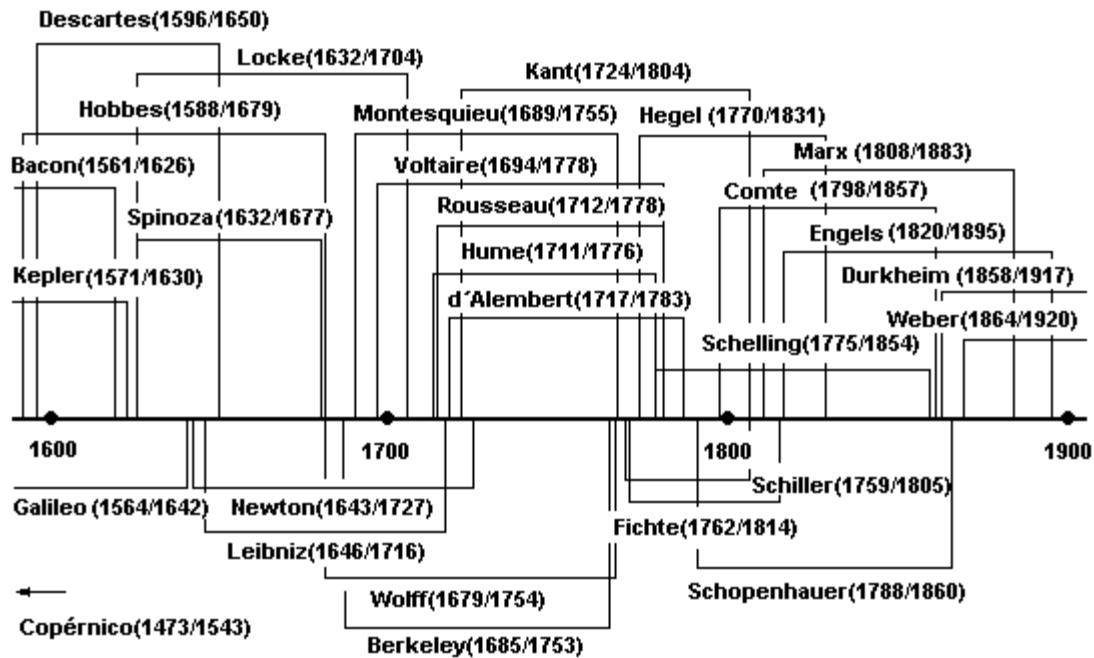 Descartes(1596/1650)
Locke(1632/1704)
Kant(1724/1804)
Hobbes(1588/1679)
Montesquieu(1689/1755)
Hegel (1770/1831)
Bacon(1561/1626)
Voltaire(1694/1778)
Marx (1808/1883)
Comte (1798/1857)
Spinoza(1632/1677)
Rousseau(1712/1778)
Engels (1820/1895)
Kepler(1571/1630)
Hume(1711/1776)
Durkheim (1858/1917)
d´Alembert(1717/1783)
Weber(1864/1920)
Schelling(1775/1854)
1600 1700 1800 1900
Galileo (1564/1642)
Newton(1643/1727)
Schiller(1759/1805)
Leibniz(1646/1716)
Fichte(1762/1814)
Wolff(1679/1754)
Schopenhauer(1788/1860)
Copérnico(1473/1543)
Berkeley(1685/1753)